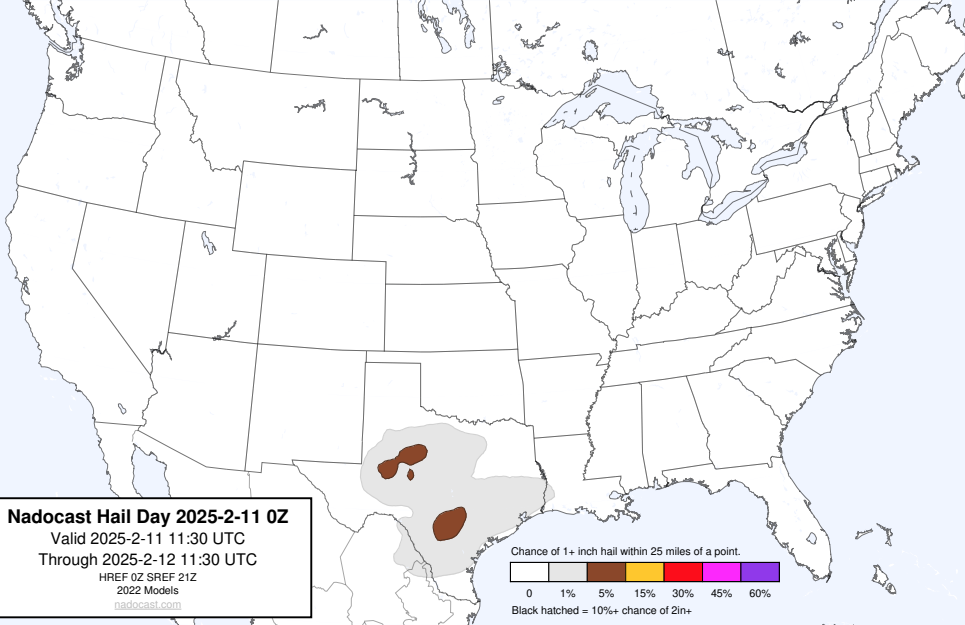 Nadocast Hail Day 2025-2-11 0Z
Valid 2025-2-11 11:30 UTC
Through 2025-2-12 11:30 UTC
HREF 0Z SREF 21Z
2022 Models
nadocast.com
Chance of 1+ inch hail within 25 miles of a point.
0 1% 5% 15% 30% 45% 60%
Black hatched = 10%+ chance of 2in+